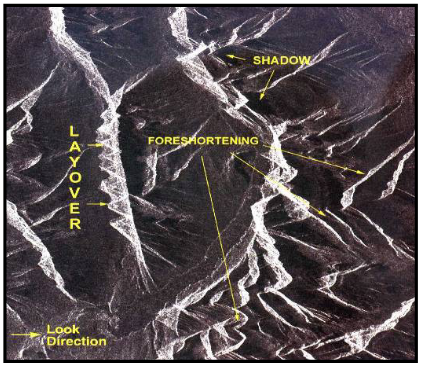 SHADOW
FORESHORTENING
LAYOVER
Look
Direction